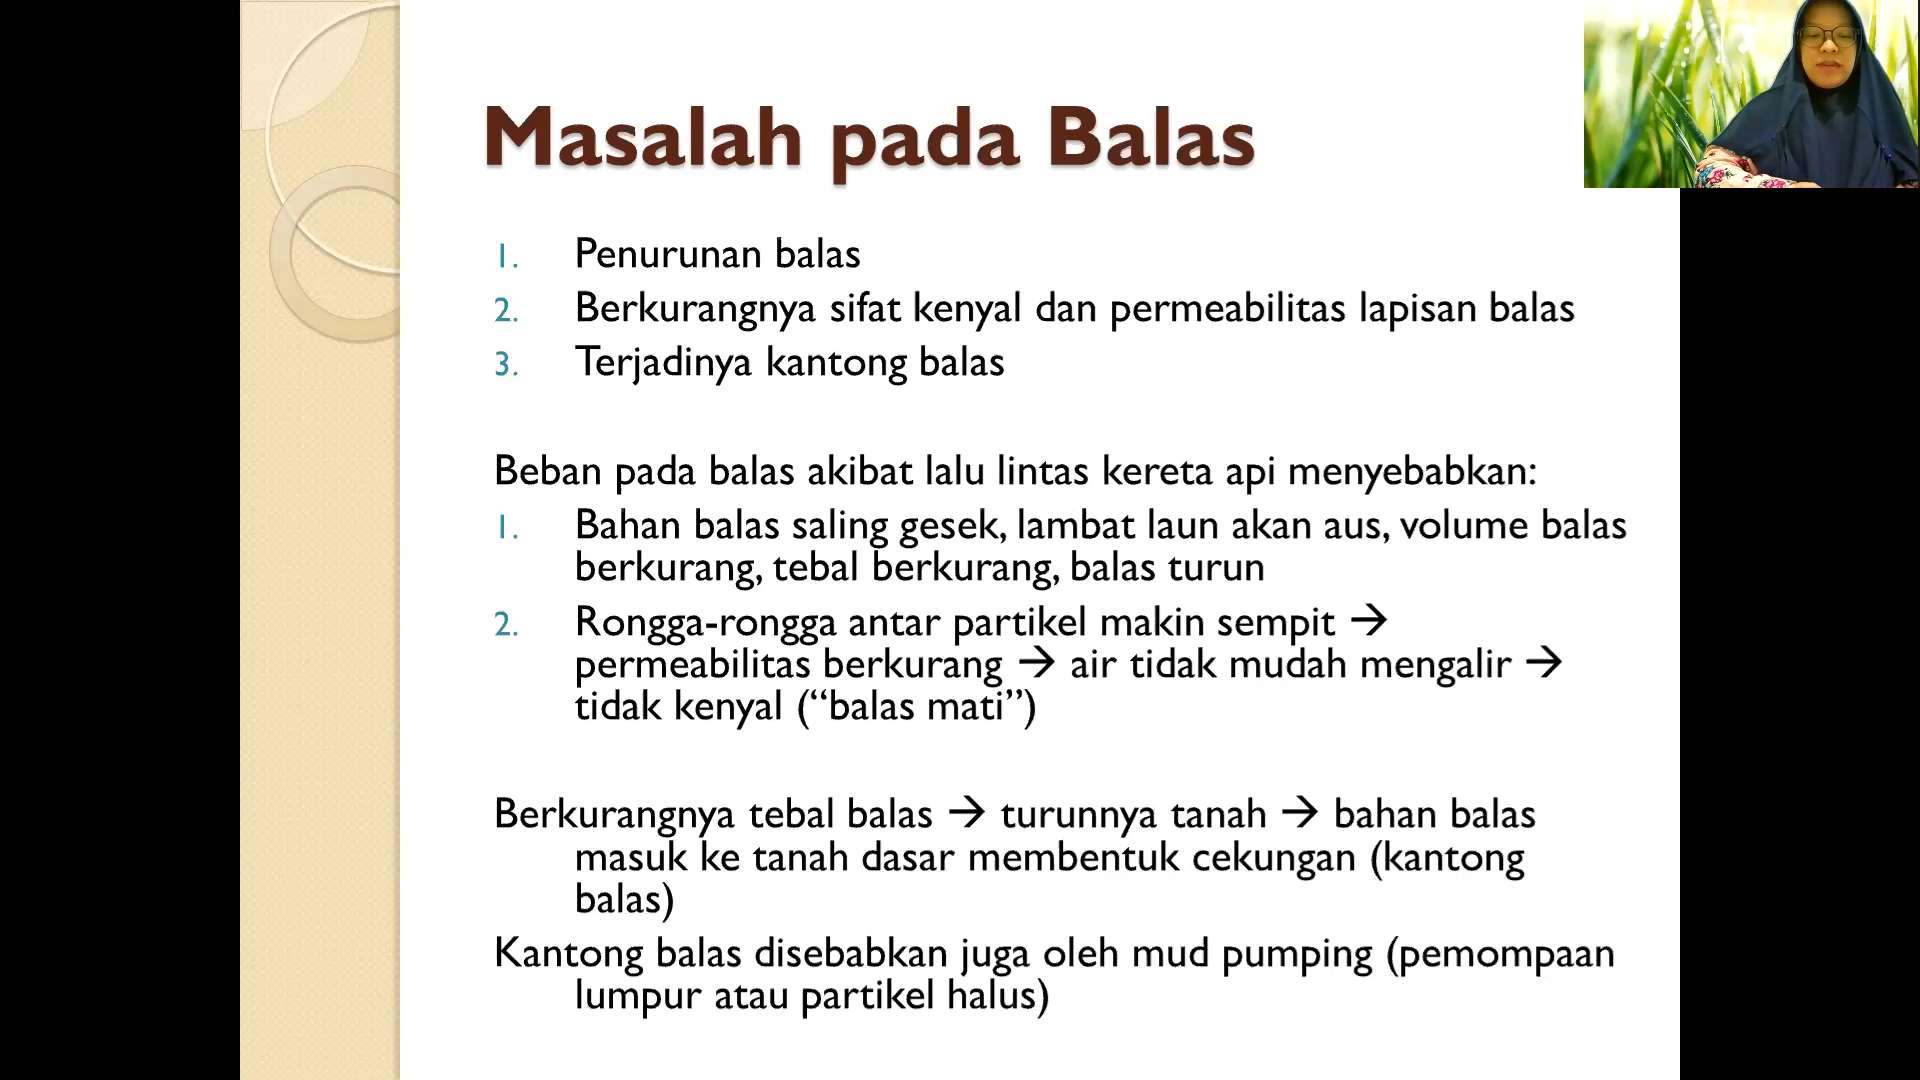 Masalah pada Balas
1. Penurunan balas
2. Berkurangnya sifat kenyal dan permeabilitas lapisan balas
3. Terjadinya kantong balas
Beban pada balas akibat lalu lintas kereta api menyebabkan:
1. Bahan balas saling gesek, lambat laun akan aus, volume balas
berkurang, tebal berkurang, balas turun
2. Rongga-rongga antar partikel makin sempit →
permeabilitas berkurang → air tidak mudah mengalir →
tidak kenyal (“balas mati”)
Berkurangnya tebal balas → turunnya tanah → bahan balas
masuk ke tanah dasar membentuk cekungan (kantong
balas)
Kantong balas disebabkan juga oleh mud pumping (pemompaan
lumpur atau partikel halus)